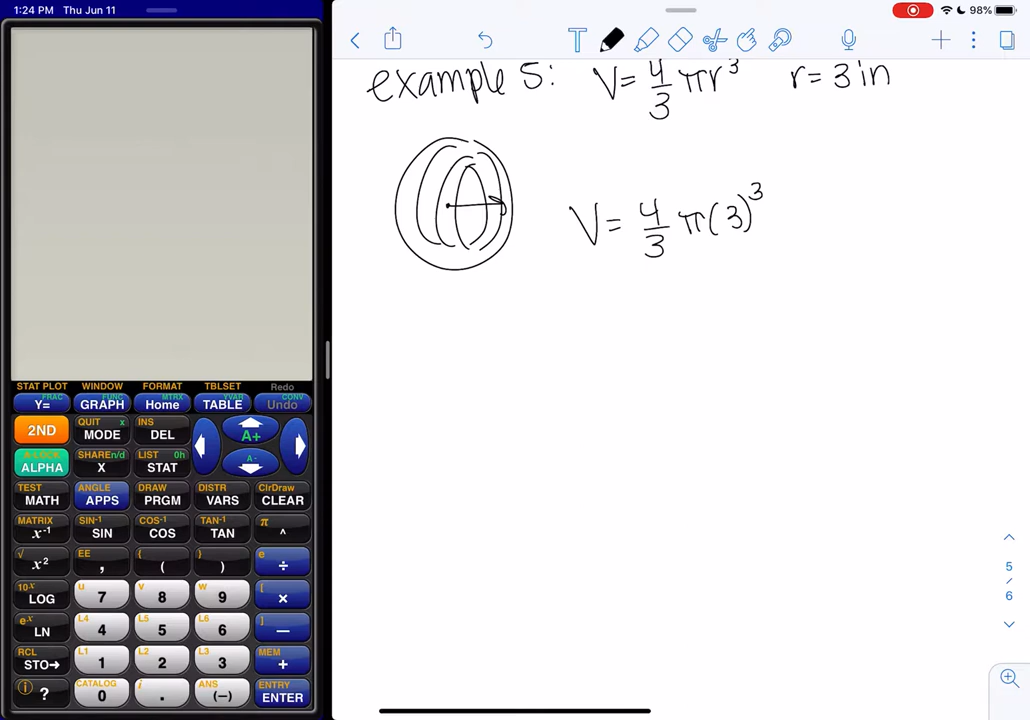 1:24 PM Thu Jun 11
98%
example 5: V = 4/3 πr³ r = 3 in
V = 4/3 π(3)³
T
STAT PLOT WINDOW FORMAT TBLSET Redo
FRAC FUNC MTRX YVAR CONV
Y= GRAPH Home TABLE Undo
QUIT x INS
2ND MODE DEL A+
A-LOCK SHARE n/d LIST 0h A-
ALPHA X STAT
TEST ANGLE DRAW DISTR ClrDraw
MATH APPS PRGM VARS CLEAR
MATRIX SIN⁻¹ COS⁻¹ TAN⁻¹ π
x⁻¹ SIN COS TAN ^
√ EE { } e
x² , ( ) ÷
10ˣ u v w [
LOG 7 8 9 ×
eˣ L4 L5 L6 ]
LN 4 5 6 —
RCL L1 L2 L3 MEM
STO→ 1 2 3 +
i CATALOG i ANS ENTRY
? 0 . (−) ENTER
5
/
6